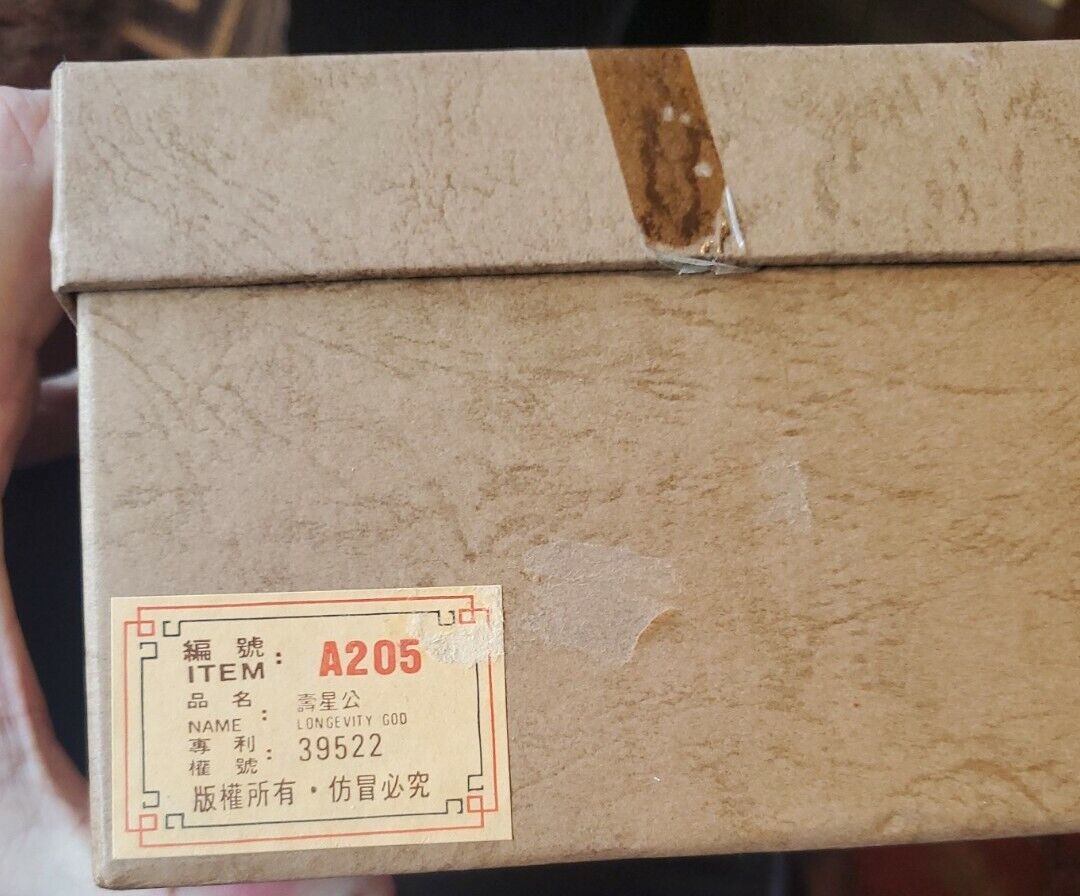 編號: A205
ITEM
品名: 壽星公
NAME LONGEVITY GOD
專利: 39522
權號
版權所有・仿冒必究